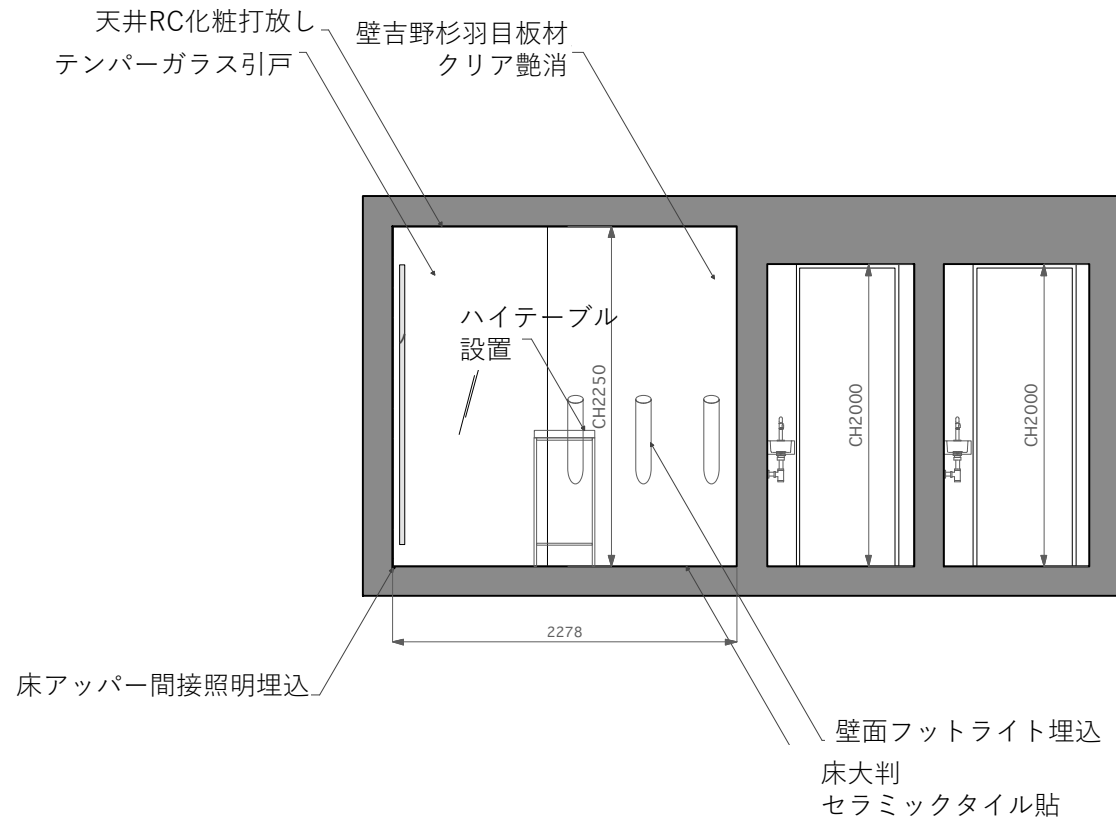 天井RC化粧打放し
テンパーガラス引戸
壁吉野杉羽目板材
クリア艶消
ハイテーブル
設置
CH2250
CH2000
CH2000
2278
床アッパー間接照明埋込
壁面フットライト埋込
床大判
セラミックタイル貼